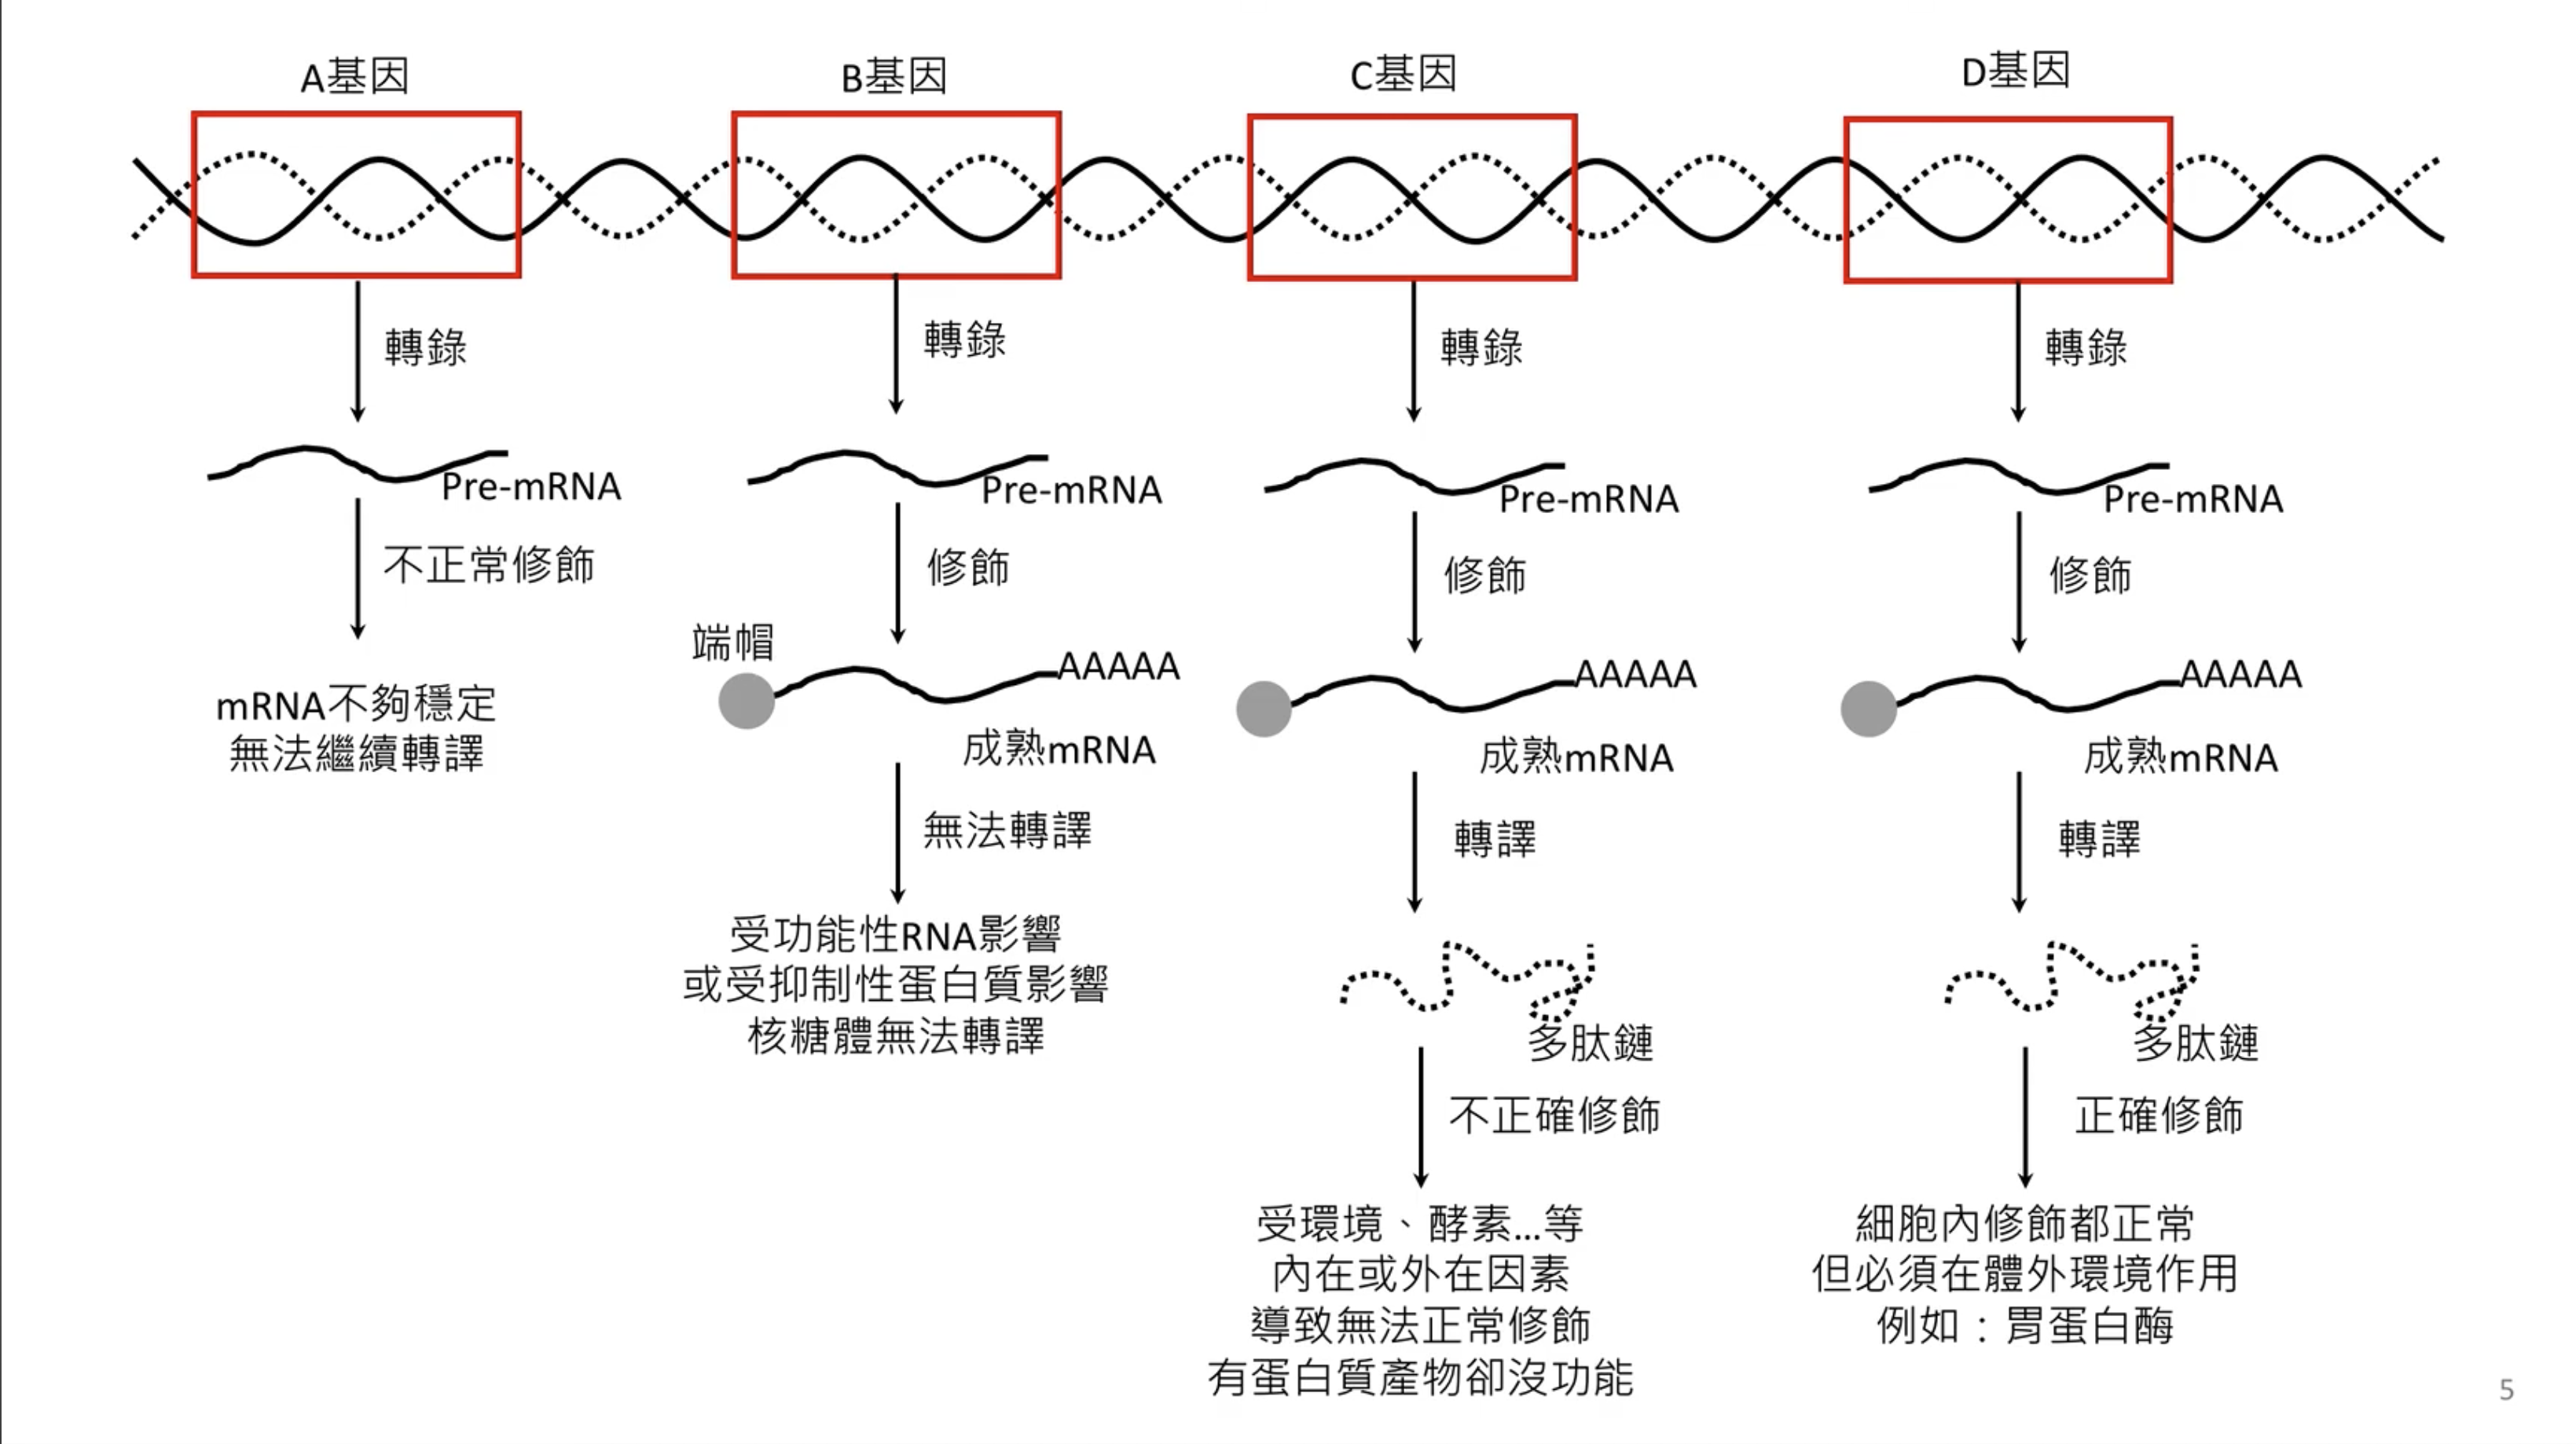 A基因
B基因
C基因
D基因
轉錄
轉錄
轉錄
轉錄
Pre-mRNA
Pre-mRNA
Pre-mRNA
Pre-mRNA
不正常修飾
修飾
修飾
修飾
mRNA不夠穩定
無法繼續轉譯
端帽
AAAAA
成熟mRNA
AAAAA
成熟mRNA
AAAAA
成熟mRNA
無法轉譯
轉譯
轉譯
受功能性RNA影響
或受抑制性蛋白質影響
核糖體無法轉譯
多肽鏈
多肽鏈
不正確修飾
正確修飾
受環境、酵素...等
內在或外在因素
導致無法正常修飾
有蛋白質產物卻沒功能
細胞內修飾都正常
但必須在體外環境作用
例如：胃蛋白酶
5